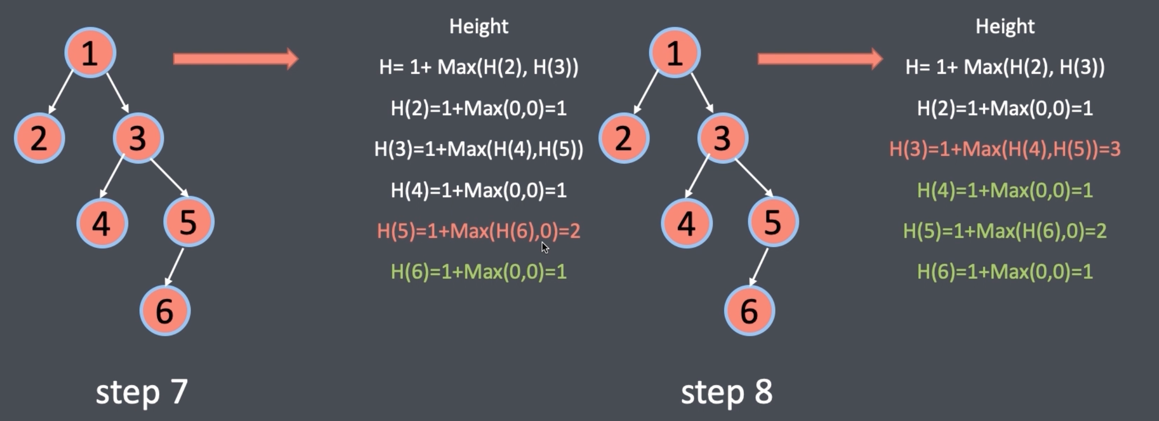 1
2
3
4
5
6
step 7
Height
H= 1+ Max(H(2), H(3))
H(2)=1+Max(0,0)=1
H(3)=1+Max(H(4),H(5))
H(4)=1+Max(0,0)=1
H(5)=1+Max(H(6),0)=2
H(6)=1+Max(0,0)=1
1
2
3
4
5
6
step 8
Height
H= 1+ Max(H(2), H(3))
H(2)=1+Max(0,0)=1
H(3)=1+Max(H(4),H(5))=3
H(4)=1+Max(0,0)=1
H(5)=1+Max(H(6),0)=2
H(6)=1+Max(0,0)=1